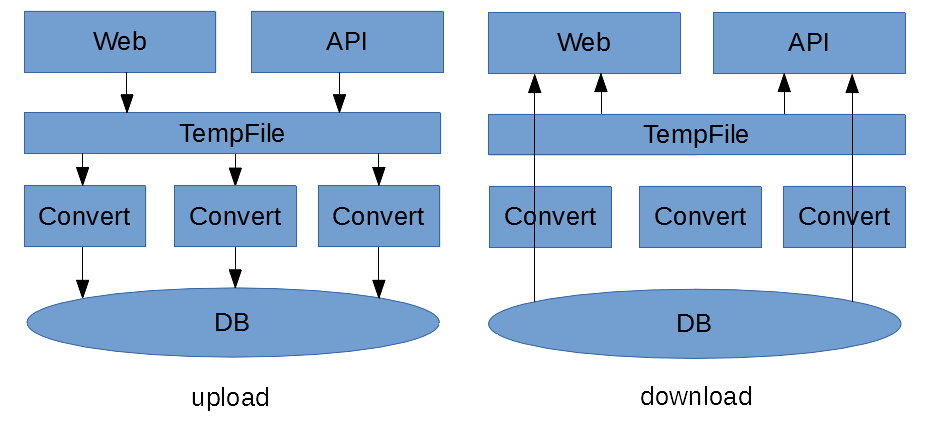 Web
API
TempFile
Convert
Convert
Convert
DB
upload
Web
API
TempFile
Convert
Convert
Convert
DB
download